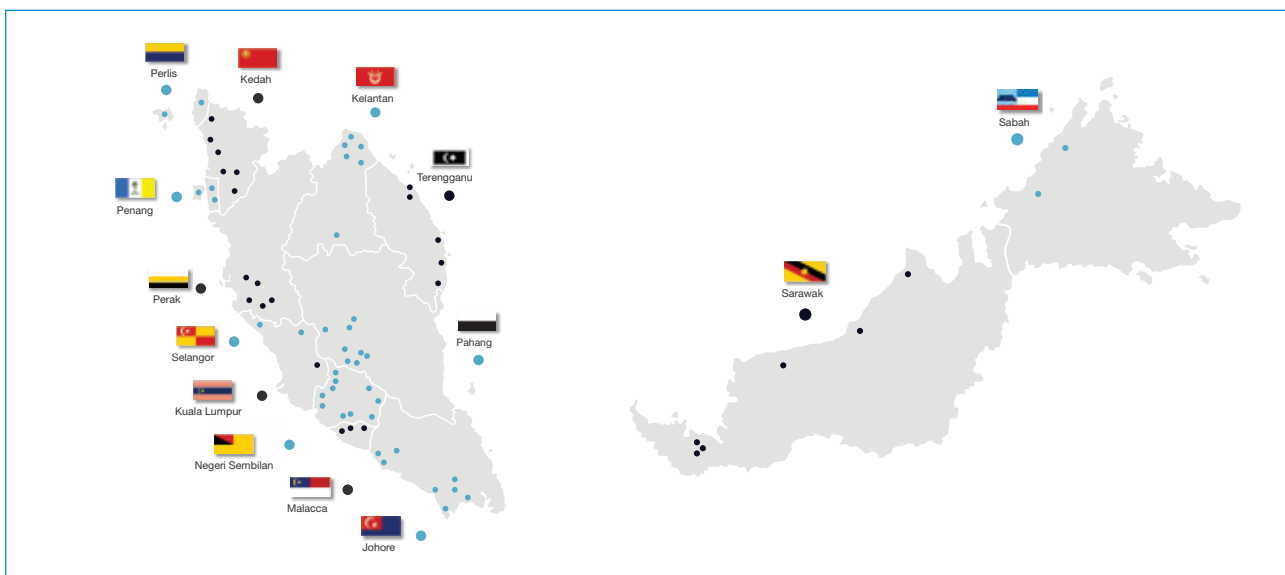 Perlis
Kedah
Kelantan
Sabah
Terengganu
Penang
Sarawak
Perak
Pahang
Selangor
Kuala Lumpur
Negeri Sembilan
Malacca
Johore